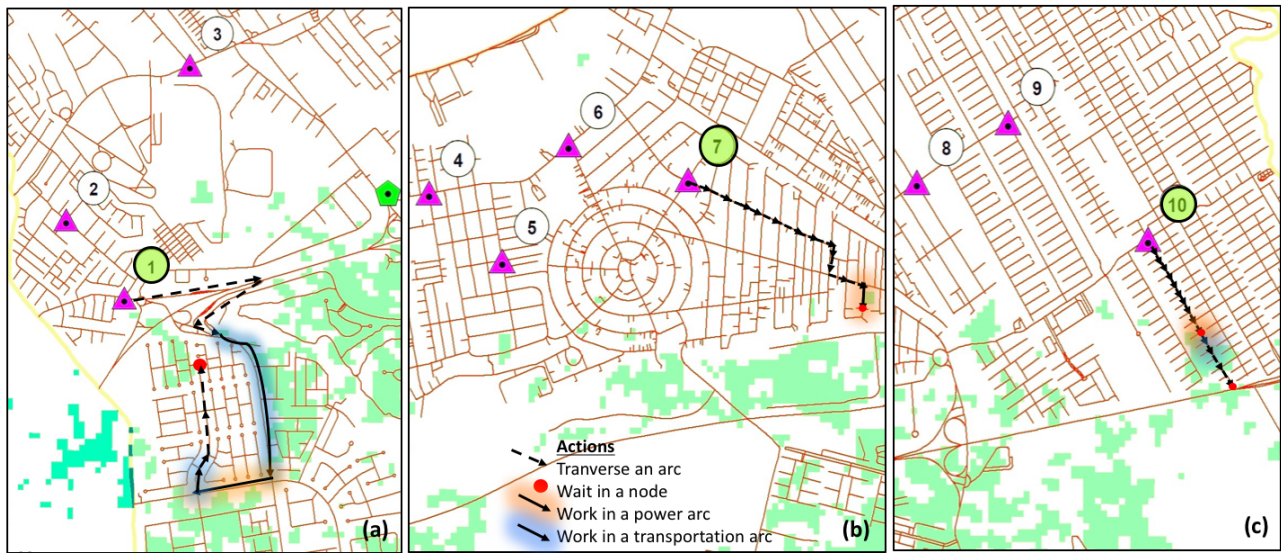 3
2
1
(a)
6
7
4
5
Actions
Tranverse an arc
Wait in a node
Work in a power arc
Work in a transportation arc
(b)
9
8
10
(c)